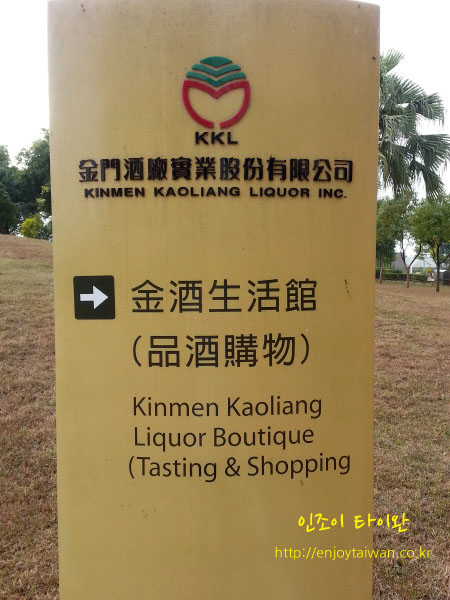 KKL
金門酒廠實業股份有限公司
KINMEN KAOLIANG LIQUOR INC.
金酒生活館
(品酒購物)
Kinmen Kaoliang
Liquor Boutique
(Tasting & Shopping
인조이 타이완
http://enjoytaiwan.co.kr